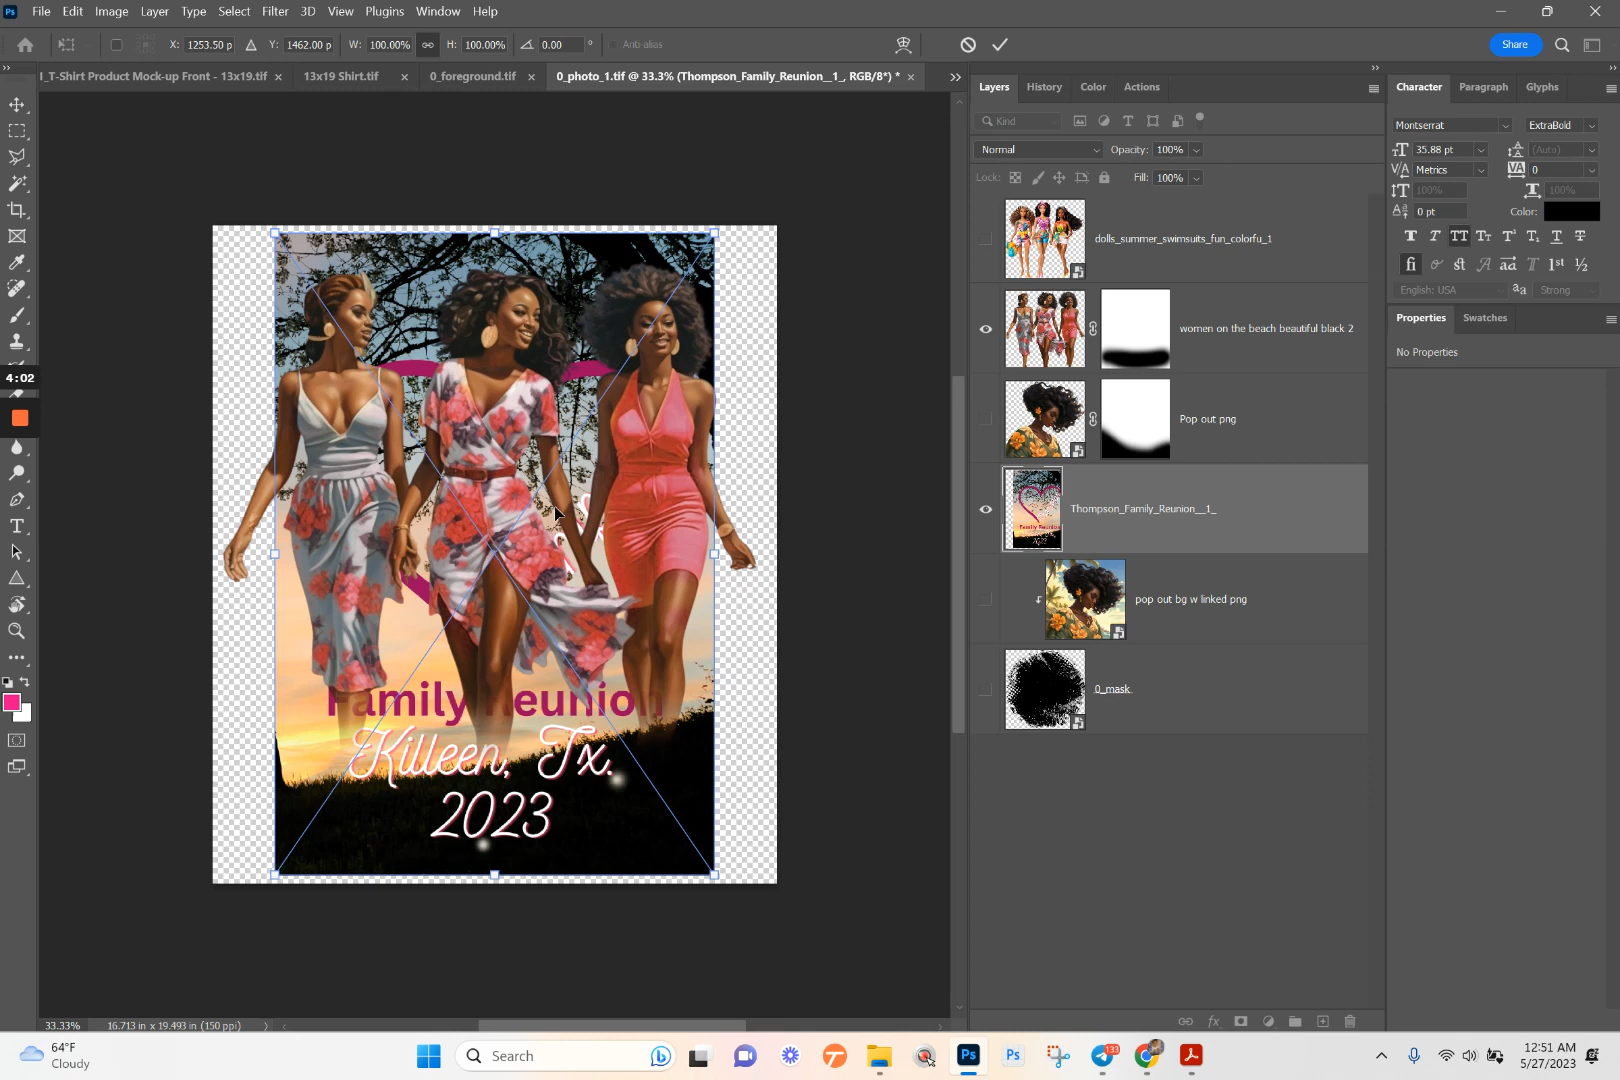 Ps File Edit Image Layer Type Select Filter 3D View Plugins Window Help
X: 1253.50 p Y: 1462.00 p W: 100.00% H: 100.00% 0.00 ° Anti-alias Share
I_T-Shirt Product Mock-up Front - 13x19.tif × 13x19 Shirt.tif × 0_foreground.tif × 0_photo_1.tif @ 33.3% (Thompson_Family_Reunion__1_, RGB/8*) * ×
Layers History Color Actions
Kind
Normal Opacity: 100%
Lock: Fill: 100%
dolls_summer_swimsuits_fun_colorfu_1
women on the beach beautiful black 2
Pop out png
Thompson_Family_Reunion__1_
pop out bg w linked png
0_mask
Character Paragraph Glyphs
Montserrat ExtraBold
35.88 pt (Auto)
Metrics 0
100% 100%
0 pt Color:
English: USA aa Strong
Properties Swatches
No Properties
4:02
Family Reunion
Killeen, Tx.
2023
33.33% 16.713 in x 19.493 in (150 ppi)
64°F
Cloudy
Search
133
12:51 AM
5/27/2023